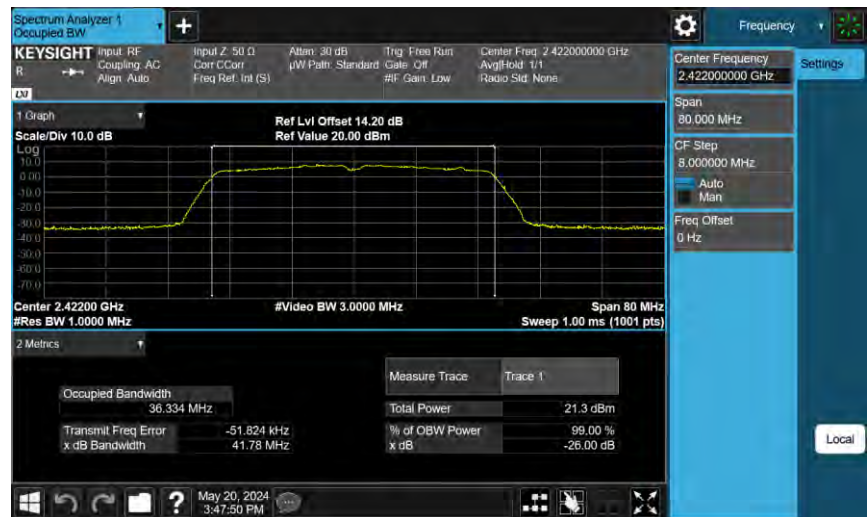 Spectrum Analyzer 1
Occupied BW
Frequency
KEYSIGHT Input: RF Input Z: 50 Ω Atten: 30 dB Trig: Free Run Center Freq: 2.422000000 GHz
R Coupling: AC Corr CCorr µW Path: Standard Gate: Off Avg|Hold: 1/1
Align: Auto Freq Ref: Int (S) #IF Gain: Low Radio Std: None
LXI
Center Frequency
2.422000000 GHz
Settings
Span
80.000 MHz
CF Step
8.000000 MHz
Auto
Man
Freq Offset
0 Hz
Local
1 Graph
Ref Lvl Offset 14.20 dB
Scale/Div 10.0 dB Ref Value 20.00 dBm
Log
10.0
0.00
-10.0
-20.0
-30.0
-40.0
-50.0
-60.0
-70.0
Center 2.42200 GHz #Video BW 3.0000 MHz Span 80 MHz
#Res BW 1.0000 MHz Sweep 1.00 ms (1001 pts)
2 Metrics
Measure Trace Trace 1
Occupied Bandwidth
36.334 MHz Total Power 21.3 dBm
Transmit Freq Error -51.824 kHz % of OBW Power 99.00 %
x dB Bandwidth 41.78 MHz x dB -26.00 dB
?
May 20, 2024
3:47:50 PM